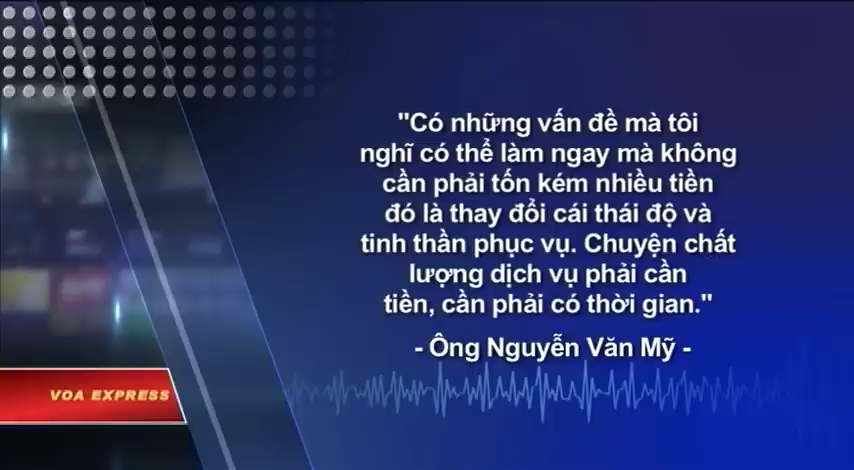 "Có những vấn đề mà tôi
nghĩ có thể làm ngay mà không
cần phải tốn kém nhiều tiền
đó là thay đổi cái thái độ và
tinh thần phục vụ. Chuyện chất
lượng dịch vụ phải cần
tiền, cần phải có thời gian."
- Ông Nguyễn Văn Mỹ -
VOA EXPRESS